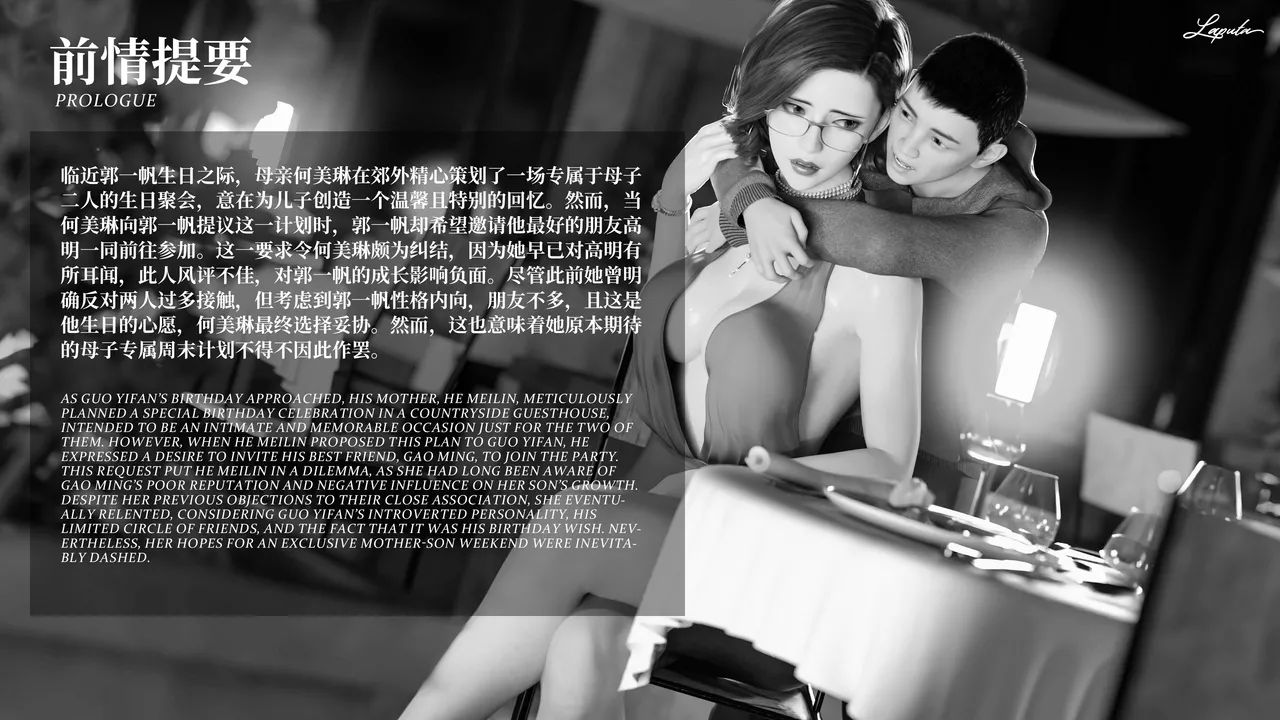 前情提要
PROLOGUE
Laputa
临近郭一帆生日之际，母亲何美琳在郊外精心策划了一场专属于母子
二人的生日聚会，意在为儿子创造一个温馨且特别的回忆。然而，当
何美琳向郭一帆提议这一计划时，郭一帆却希望邀请他最好的朋友高
明一同前往参加。这一要求令何美琳颇为纠结，因为她早已对高明有
所耳闻，此人风评不佳，对郭一帆的成长影响负面。尽管此前她曾明
确反对两人过多接触，但考虑到郭一帆性格内向，朋友不多，且这是
他生日的心愿，何美琳最终选择妥协。然而，这也意味着她原本期待
的母子专属周末计划不得不因此作罢。
AS GUO YIFAN'S BIRTHDAY APPROACHED, HIS MOTHER, HE MEILIN, METICULOUSLY
PLANNED A SPECIAL BIRTHDAY CELEBRATION IN A COUNTRYSIDE GUESTHOUSE,
INTENDED TO BE AN INTIMATE AND MEMORABLE OCCASION JUST FOR THE TWO OF
THEM. HOWEVER, WHEN HE MEILIN PROPOSED THIS PLAN TO GUO YIFAN, HE
EXPRESSED A DESIRE TO INVITE HIS BEST FRIEND, GAO MING, TO JOIN THE PARTY.
THIS REQUEST PUT HE MEILIN IN A DILEMMA, AS SHE HAD LONG BEEN AWARE OF
GAO MING'S POOR REPUTATION AND NEGATIVE INFLUENCE ON HER SON'S GROWTH.
DESPITE HER PREVIOUS OBJECTIONS TO THEIR CLOSE ASSOCIATION, SHE EVENTU-
ALLY RELENTED, CONSIDERING GUO YIFAN'S INTROVERTED PERSONALITY, HIS
LIMITED CIRCLE OF FRIENDS, AND THE FACT THAT IT WAS HIS BIRTHDAY WISH. NEV-
ERTHELESS, HER HOPES FOR AN EXCLUSIVE MOTHER-SON WEEKEND WERE INEVITA-
BLY DASHED.